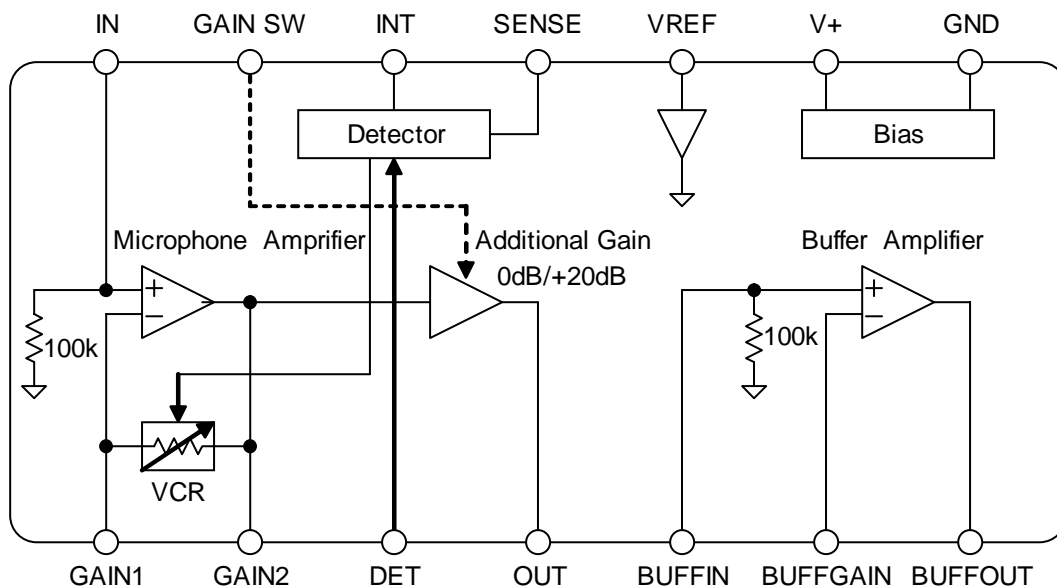 IN GAIN SW INT SENSE VREF V+ GND
Detector
Bias
Microphone Amprifier
Additional Gain
0dB/+20dB
Buffer Amplifier
+
−
100k
+
−
100k
VCR
GAIN1 GAIN2 DET OUT BUFFIN BUFFGAIN BUFFOUT